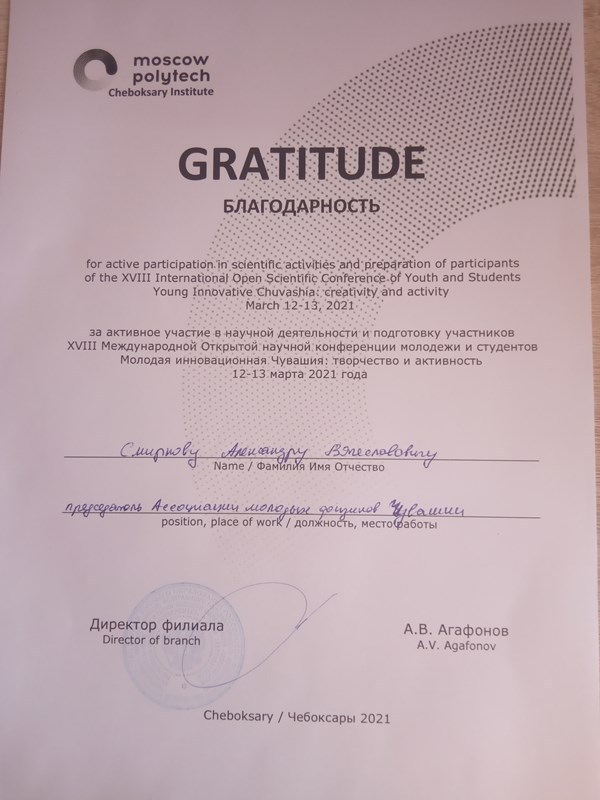 moscow
polytech
Cheboksary Institute
GRATITUDE
БЛАГОДАРНОСТЬ
for active participation in scientific activities and preparation of participants
of the XVIII International Open Scientific Conference of Youth and Students
Young Innovative Chuvashia: creativity and activity
March 12-13, 2021
за активное участие в научной деятельности и подготовку участников
XVIII Международной Открытой научной конференции молодежи и студентов
Молодая инновационная Чувашия: творчество и активность
12-13 марта 2021 года
Смирнову Александру Вячеславовичу
Name / Фамилия Имя Отчество
председатель Ассоциации молодых Чувашии
position, place of work / должность, место работы
Директор филиала
Director of branch
А.В. Агафонов
A.V. Agafonov
Cheboksary / Чебоксары 2021